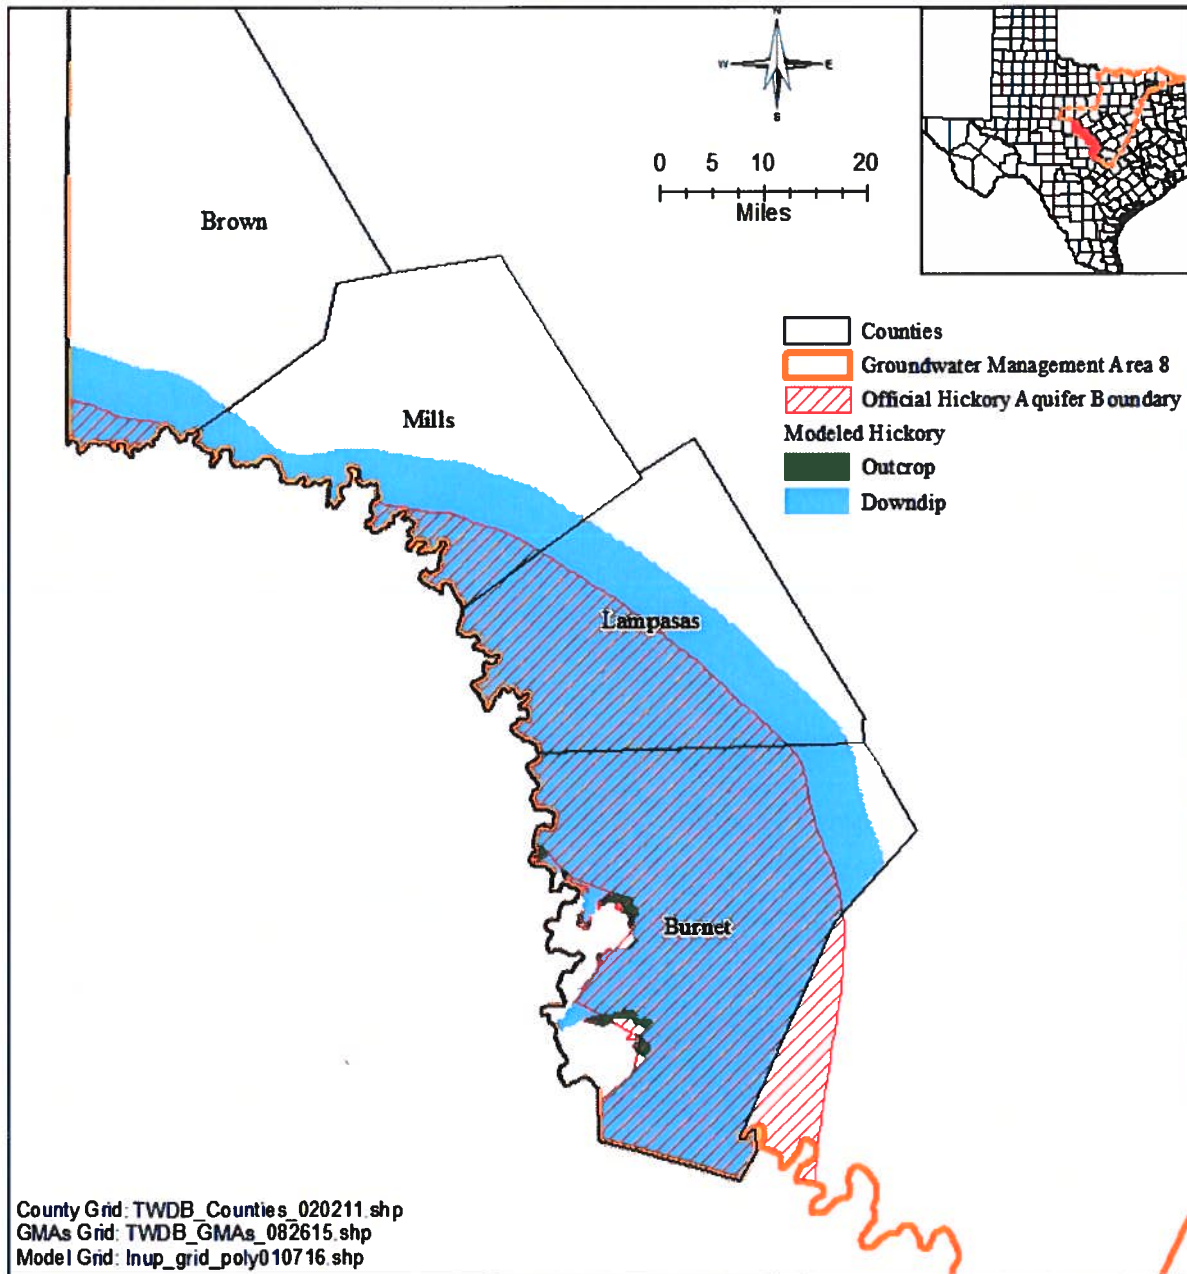 N
W E
S
0 5 10 20
Miles
Brown
Counties
Groundwater Management Area 8
Official Hickory Aquifer Boundary
Modeled Hickory
Outcrop
Downdip
Mills
Lampasas
Burnet
County Grid: TWDB_Counties_020211.shp
GMAs Grid: TWDB_GMAs_082615.shp
Model Grid: lnup_grid_poly010716.shp